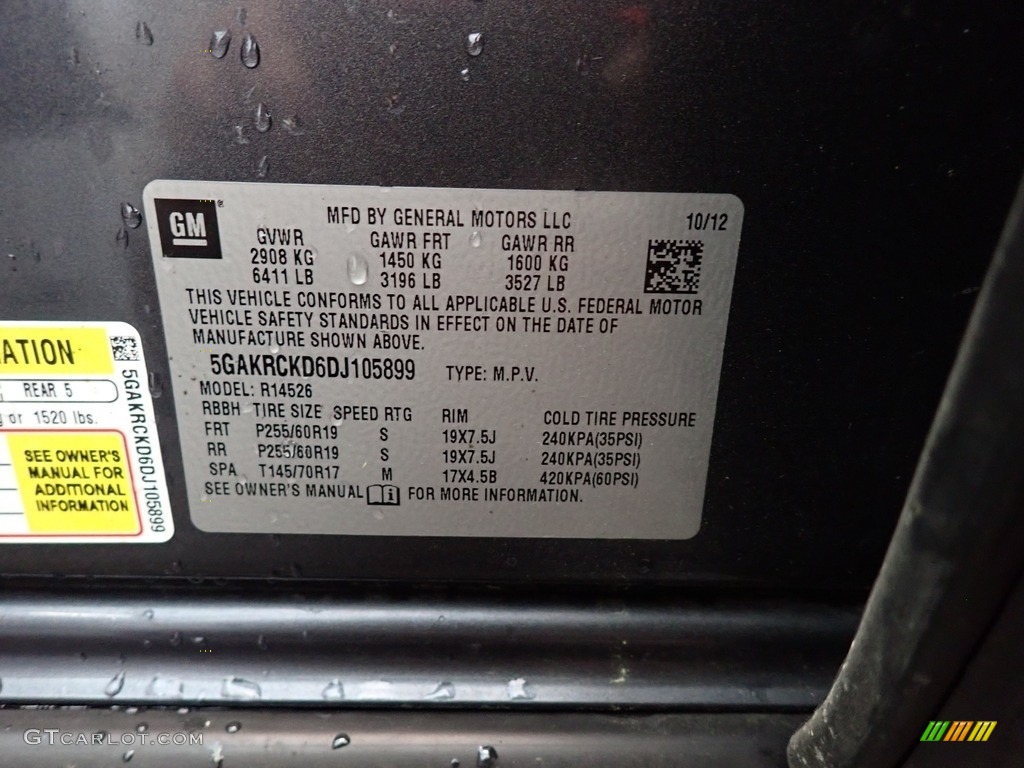 GM
MFD BY GENERAL MOTORS LLC 10/12
GVWR GAWR FRT GAWR RR
2908 KG 1450 KG 1600 KG
6411 LB 3196 LB 3527 LB
THIS VEHICLE CONFORMS TO ALL APPLICABLE U.S. FEDERAL MOTOR
VEHICLE SAFETY STANDARDS IN EFFECT ON THE DATE OF
MANUFACTURE SHOWN ABOVE.
5GAKRCKD6DJ105899 TYPE: M.P.V.
MODEL: R14526
RBBH TIRE SIZE SPEED RTG RIM COLD TIRE PRESSURE
FRT P255/60R19 S 19X7.5J 240KPA(35PSI)
RR P255/60R19 S 19X7.5J 240KPA(35PSI)
SPA T145/70R17 M 17X4.5B 420KPA(60PSI)
SEE OWNER'S MANUAL FOR MORE INFORMATION.
ATION
REAR 5
or 1520 lbs.
SEE OWNER'S
MANUAL FOR
ADDITIONAL
INFORMATION
5GAKRCKD6DJ105899
GTCARLOT.COM